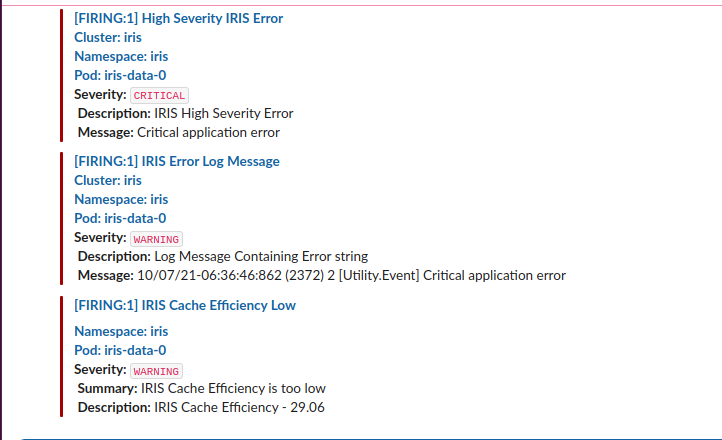 [FIRING:1] High Severity IRIS Error
Cluster: iris
Namespace: iris
Pod: iris-data-0
Severity: CRITICAL
Description: IRIS High Severity Error
Message: Critical application error
[FIRING:1] IRIS Error Log Message
Cluster: iris
Namespace: iris
Pod: iris-data-0
Severity: WARNING
Description: Log Message Containing Error string
Message: 10/07/21-06:36:46:862 (2372) 2 [Utility.Event] Critical application error
[FIRING:1] IRIS Cache Efficiency Low
Namespace: iris
Pod: iris-data-0
Severity: WARNING
Summary: IRIS Cache Efficiency is too low
Description: IRIS Cache Efficiency - 29.06